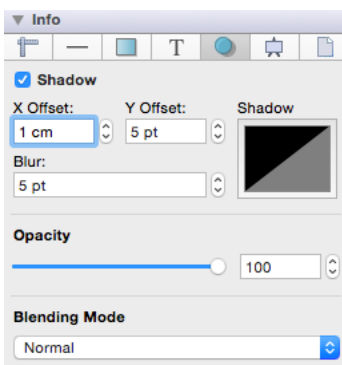 Info
T
Shadow
X Offset: Y Offset: Shadow
1 cm 5 pt
Blur:
5 pt
Opacity
100
Blending Mode
Normal